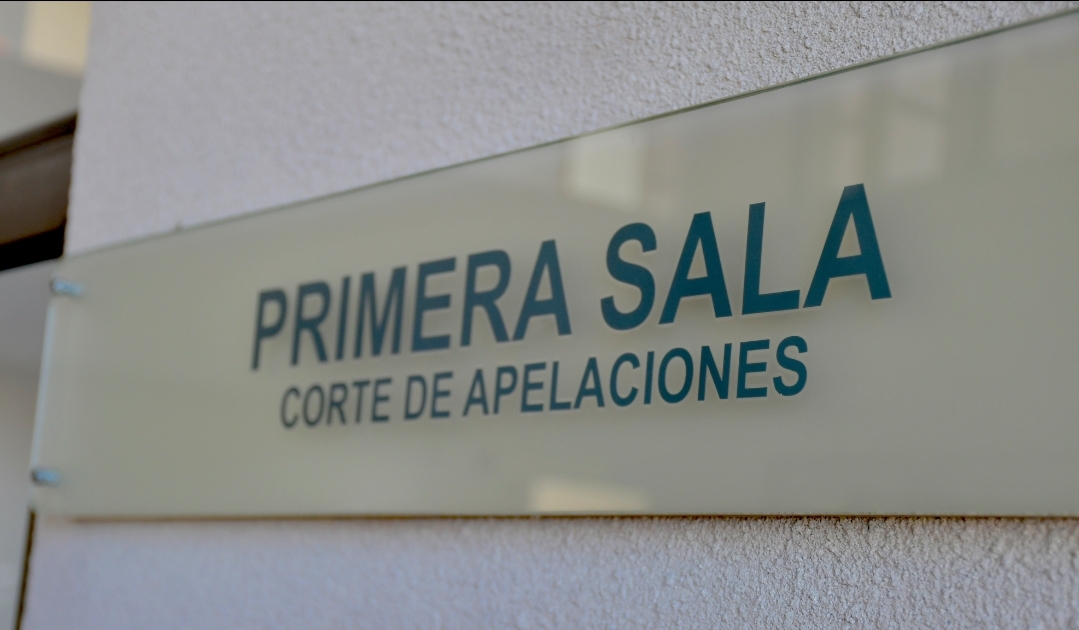 PRIMERA SALA
CORTE DE APELACIONES